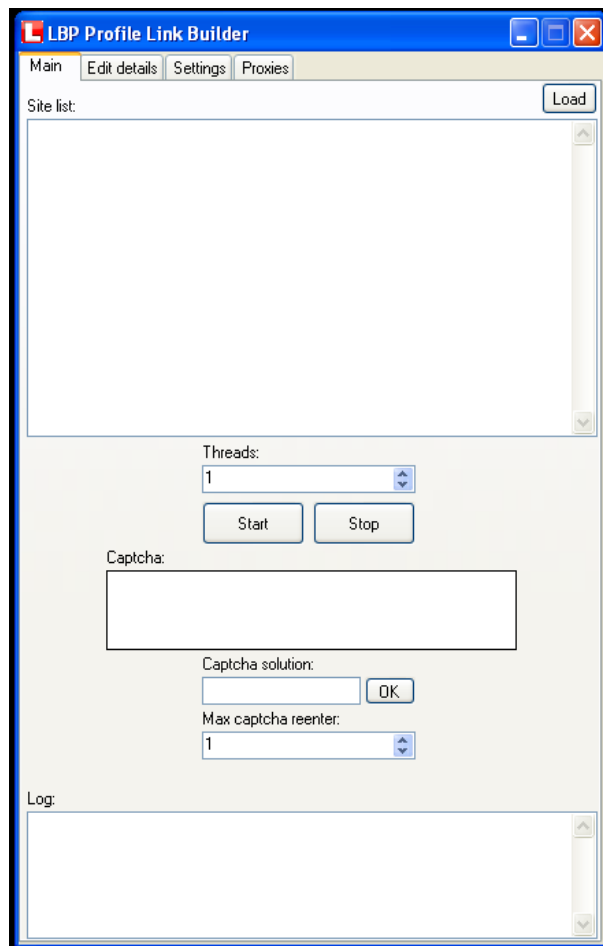 L LBP Profile Link Builder
Main Edit details Settings Proxies
Load
Site list:
Threads:
1
Start Stop
Captcha:
Captcha solution:
OK
Max captcha reenter:
1
Log: